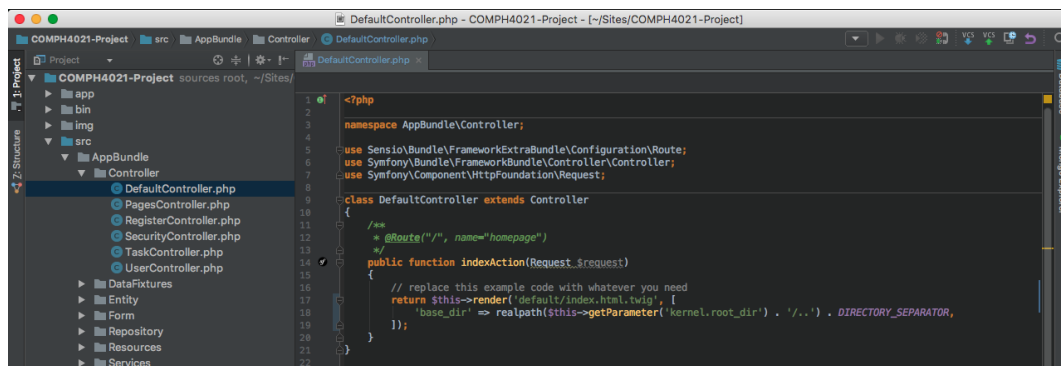 DefaultController.php - COMPH4021-Project - [~/Sites/COMPH4021-Project]
COMPH4021-Project src AppBundle Controller DefaultController.php
VCS VCS
1: Project
Z: Structure
Project
COMPH4021-Project sources root, ~/Sites/
app
bin
img
src
AppBundle
Controller
DefaultController.php
PagesController.php
RegisterController.php
SecurityController.php
TaskController.php
UserController.php
DataFixtures
Entity
Form
Repository
Resources
Services
DefaultController.php ×
1 <?php
2
3 namespace AppBundle\Controller;
4
5 use Sensio\Bundle\FrameworkExtraBundle\Configuration\Route;
6 use Symfony\Bundle\FrameworkBundle\Controller\Controller;
7 use Symfony\Component\HttpFoundation\Request;
8
9 class DefaultController extends Controller
10 {
11 /**
12 * @Route("/", name="homepage")
13 */
14 public function indexAction(Request $request)
15 {
16 // replace this example code with whatever you need
17 return $this->render('default/index.html.twig', [
18 'base_dir' => realpath($this->getParameter('kernel.root_dir') . '/..') . DIRECTORY_SEPARATOR,
19 ]);
20 }
21 }
22